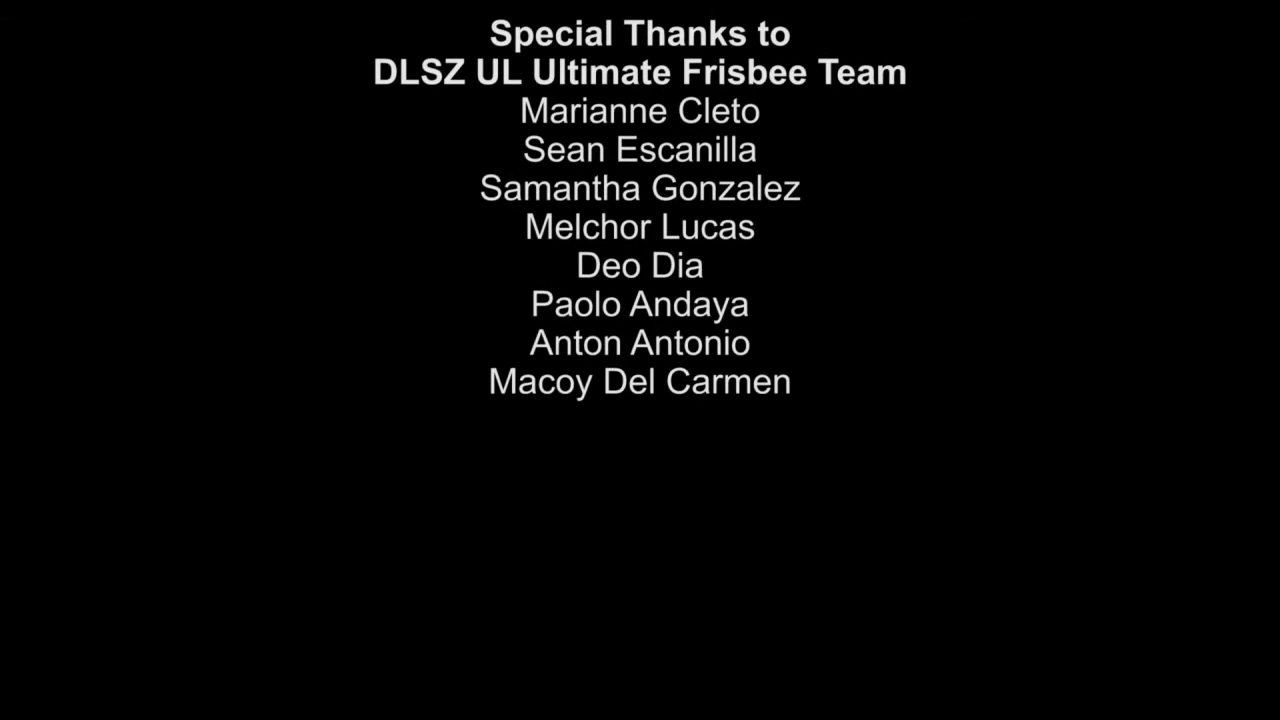 Special Thanks to
DLSZ UL Ultimate Frisbee Team
Marianne Cleto
Sean Escanilla
Samantha Gonzalez
Melchor Lucas
Deo Dia
Paolo Andaya
Anton Antonio
Macoy Del Carmen